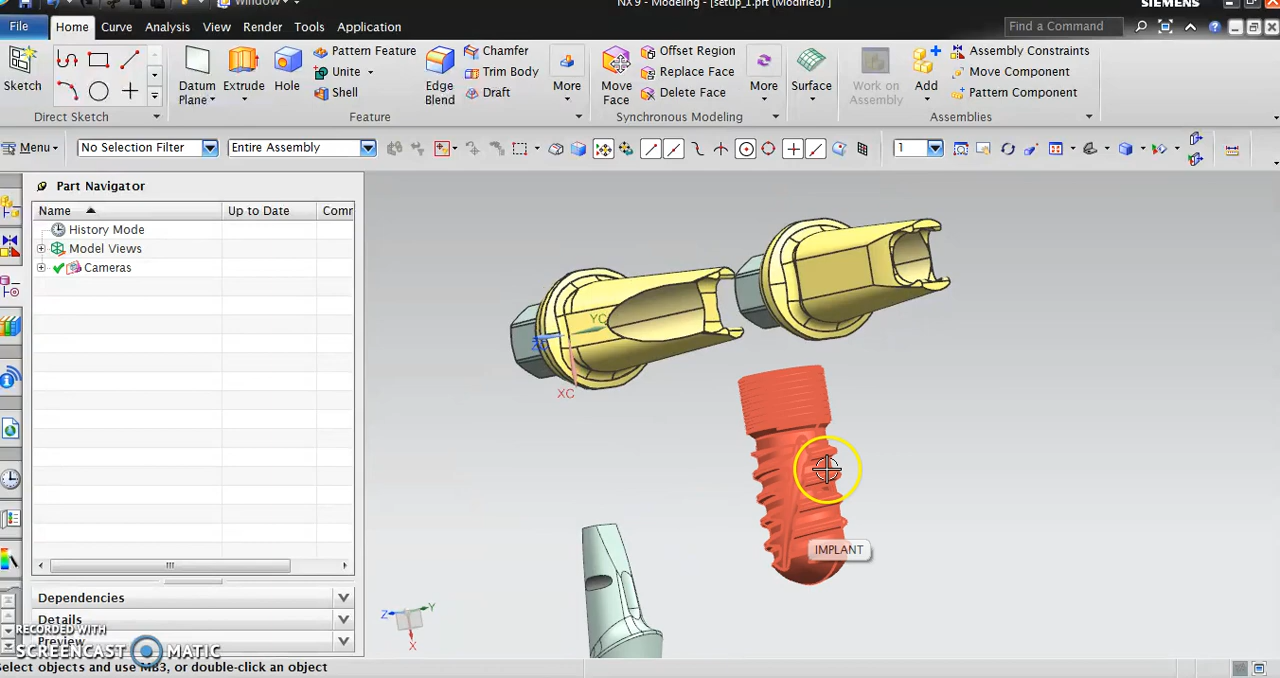 Window
NX 9 - Modeling - [setup_1.prt (Modified) ]
SIEMENS
File Home Curve Analysis View Render Tools Application Find a Command
Sketch
Direct Sketch
Datum Plane
Extrude
Hole
Pattern Feature
Unite
Shell
Edge Blend
Chamfer
Trim Body
Draft
More
Feature
Move Face
Offset Region
Replace Face
Delete Face
More
Synchronous Modeling
Surface
Work on Assembly
Add
Assembly Constraints
Move Component
Pattern Component
Assemblies
Menu No Selection Filter Entire Assembly 1
Part Navigator
Name Up to Date Comr
History Mode
Model Views
Cameras
YC
XC
IMPLANT
Z Y
X
Dependencies
Details
Preview
RECORDED WITH
SCREENCAST MATIC
Select objects and use MB3, or double-click an object